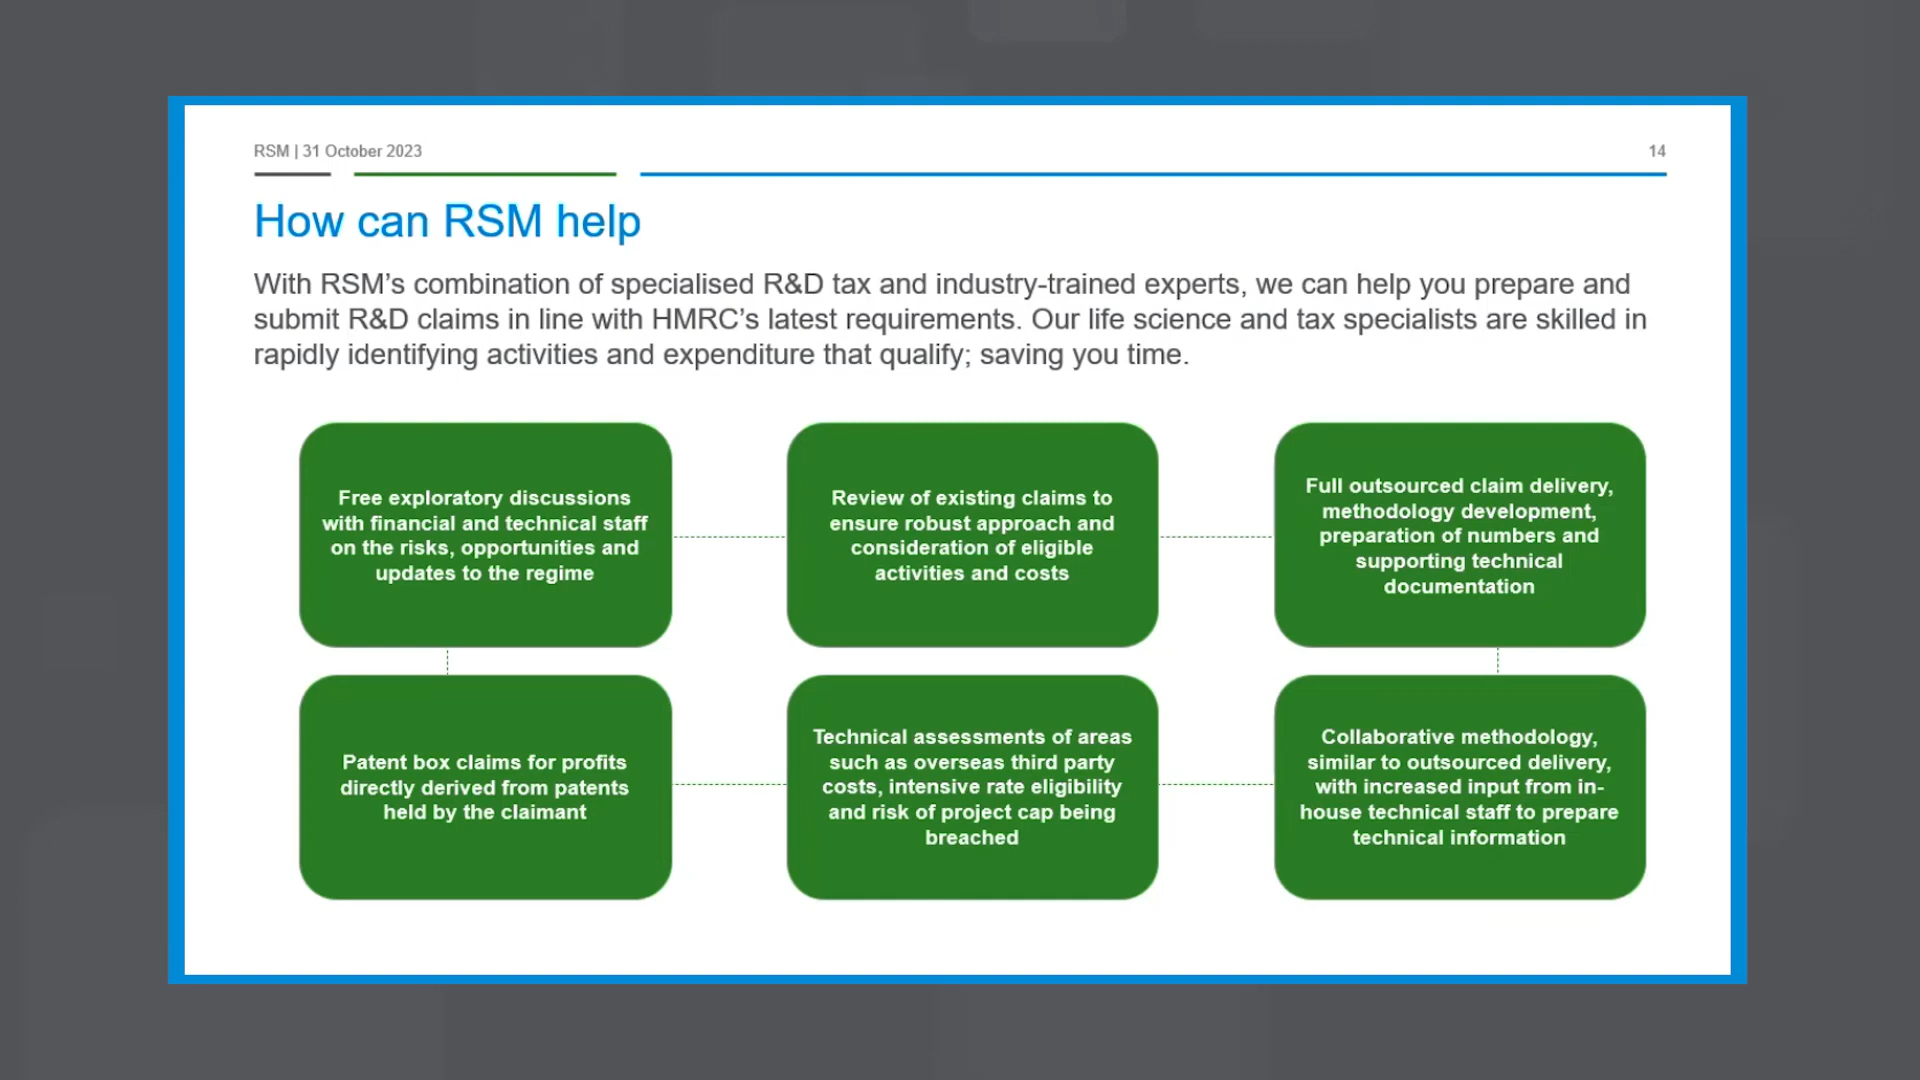 RSM | 31 October 2023
14
How can RSM help
With RSM’s combination of specialised R&D tax and industry-trained experts, we can help you prepare and
submit R&D claims in line with HMRC’s latest requirements. Our life science and tax specialists are skilled in
rapidly identifying activities and expenditure that qualify; saving you time.
Free exploratory discussions
with financial and technical staff
on the risks, opportunities and
updates to the regime
Review of existing claims to
ensure robust approach and
consideration of eligible
activities and costs
Full outsourced claim delivery,
methodology development,
preparation of numbers and
supporting technical
documentation
Patent box claims for profits
directly derived from patents
held by the claimant
Technical assessments of areas
such as overseas third party
costs, intensive rate eligibility
and risk of project cap being
breached
Collaborative methodology,
similar to outsourced delivery,
with increased input from in-
house technical staff to prepare
technical information